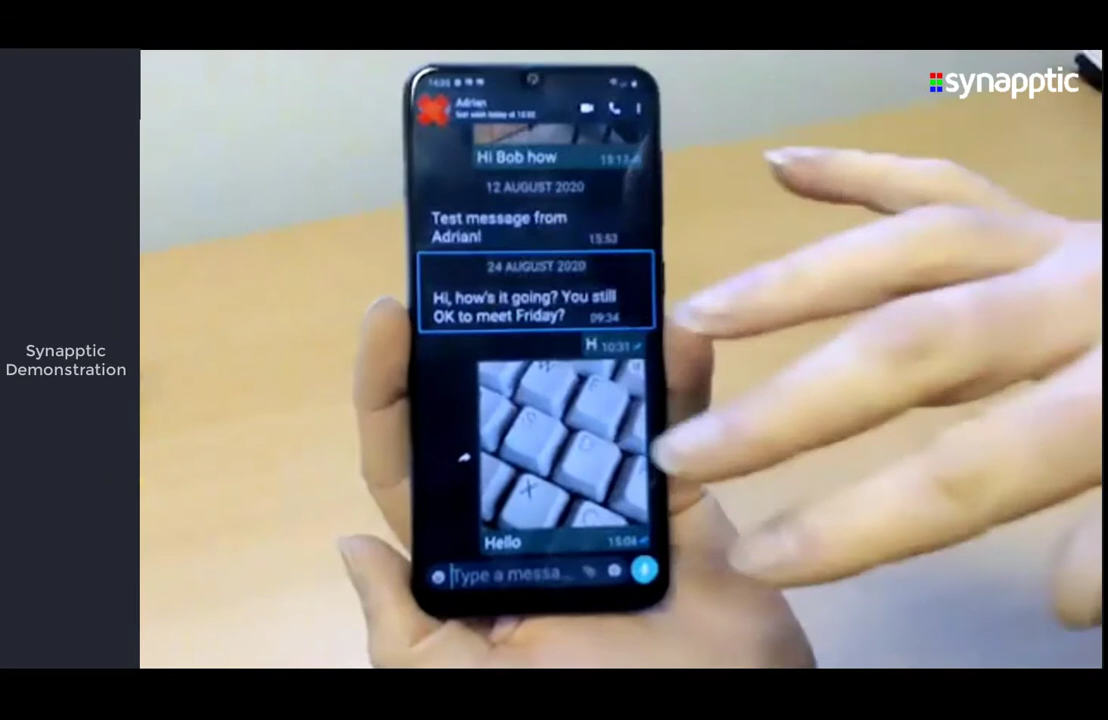 synapptic
Adrian
Hi Bob how
15:13
12 AUGUST 2020
Test message from
Adrian!
15:53
24 AUGUST 2020
Hi, how's it going? You still
OK to meet Friday?
09:34
H 10:31
Synapptic
Demonstration
S
X
C
Hello
15:04
Type a messa...